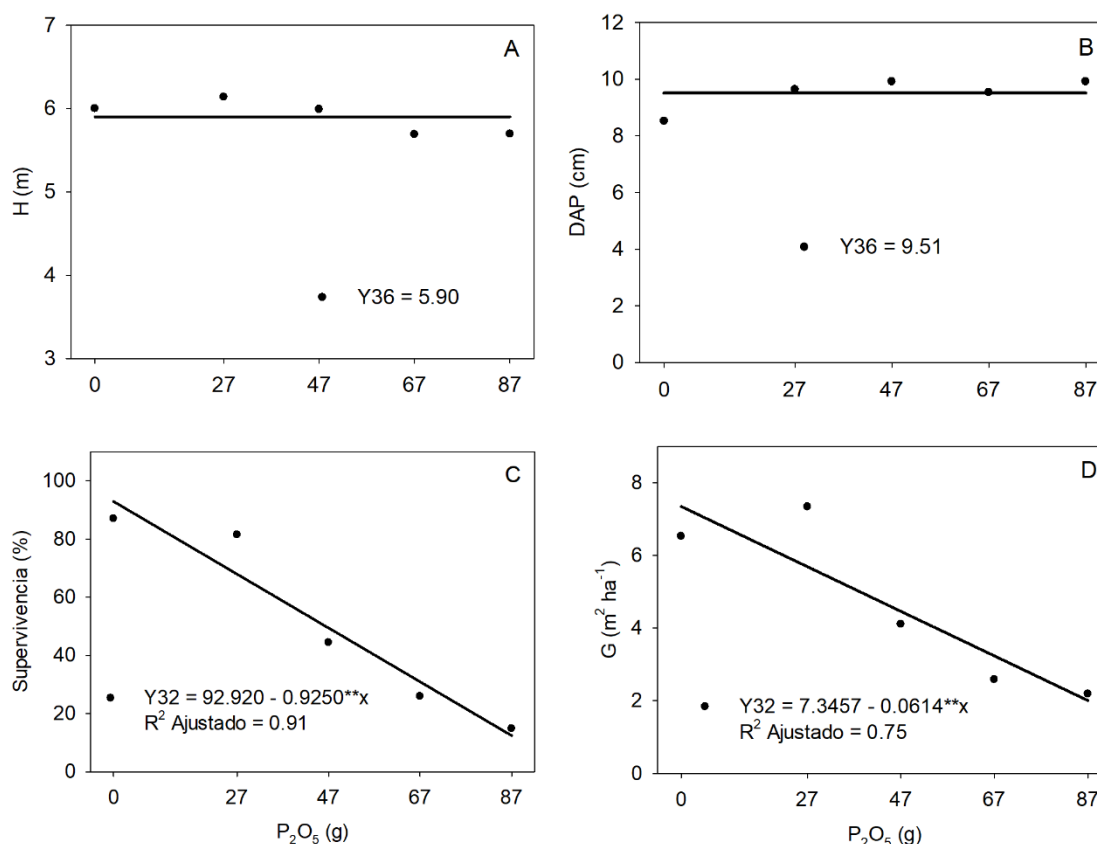 A
H (m)
7
6
5
4
3
Y36 = 5.90
0 27 47 67 87
B
DAP (cm)
12
10
8
6
4
2
0
Y36 = 9.51
0 27 47 67 87
C
Supervivencia (%)
100
80
60
40
20
0
Y32 = 92.920 - 0.9250**x
R² Ajustado = 0.91
0 27 47 67 87
P₂O₅ (g)
D
G (m² ha⁻¹)
8
6
4
2
0
Y32 = 7.3457 - 0.0614**x
R² Ajustado = 0.75
0 27 47 67 87
P₂O₅ (g)